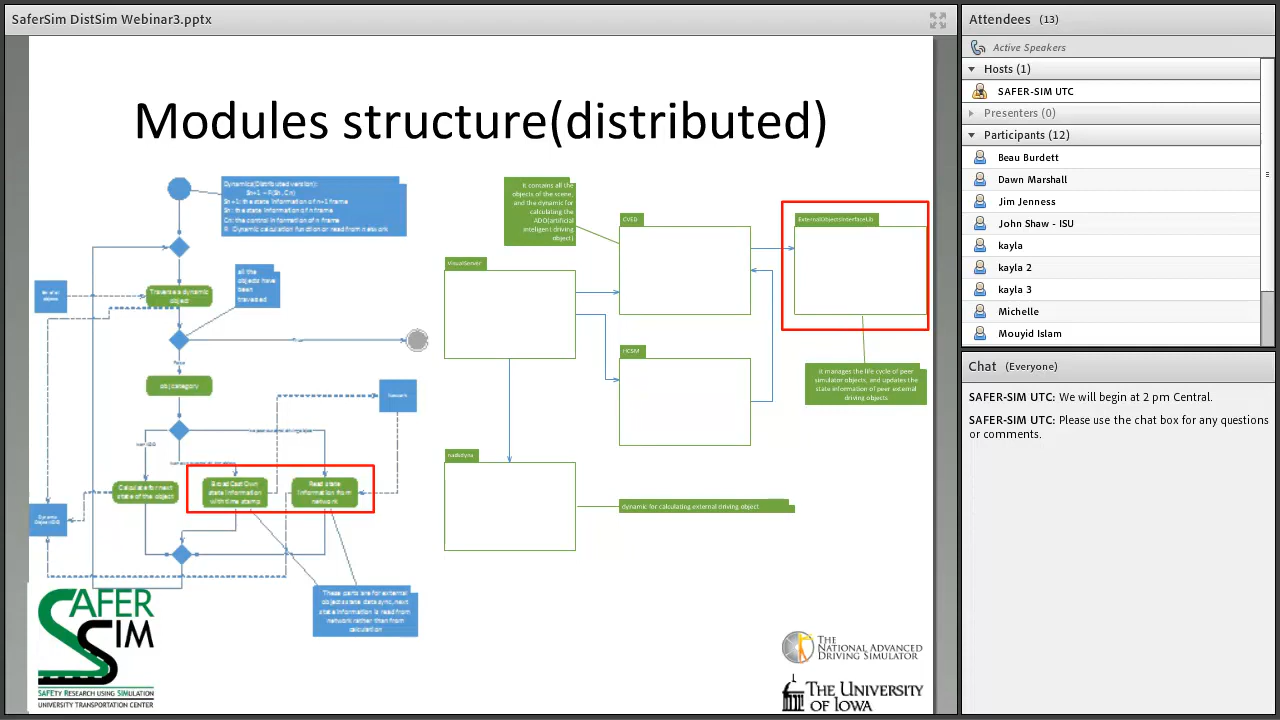 SaferSim DistSim Webinar3.pptx
Modules structure(distributed)
Dynamics(Distributed version):
Sn+1 = F(Sn, Cn)
Sn+1: the state information of n+1 frame
Sn: the state information of n frame
Cn: the control information of n frame
Dynamic calculation function or read from network
all the
objects have
been
traversed
Traverse a dynamic
object
objcategory
Network
Calculate for next
state of the object
BroadCast Own
state information
with time stamp
Read state
information from
network
These parts are for external
object state data sync, next
state information is read from
network rather than from
calculation
It contains all the
objects of the scene,
and the dynamic for
calculating the
ADO(artificial
inteligent driving
object)
CVED
ExternalObjectsInterfaceLib
VisualServer
HCSM
It manages the life cycle of peer
simulator objects, and updates the
state information of peer external
driving objects
nadsdyna
dynamic for calculating external driving object
SAFER
SIM
SAFETY RESEARCH USING SIMULATION
UNIVERSITY TRANSPORTATION CENTER
THE
NATIONAL ADVANCED
DRIVING SIMULATOR
THE UNIVERSITY
OF IOWA
Attendees (13)
Active Speakers
Hosts (1)
SAFER-SIM UTC
Presenters (0)
Participants (12)
Beau Burdett
Dawn Marshall
Jim Jenness
John Shutko - ISI
kayla
kayla 2
kayla 3
Michelle
Mouyid Islam
Chat (Everyone)
SAFER-SIM UTC: We will begin at 2 pm Central.
SAFER-SIM UTC: Please use the chat box for any questions
or comments.